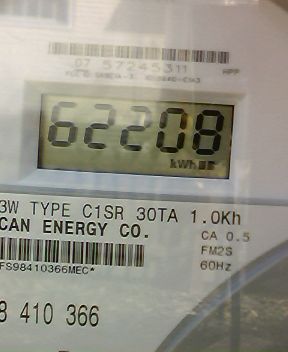 07 57245311 HPP
62208
kWh
3W TYPE C1SR 30TA 1.0Kh
CAN ENERGY CO.
CA 0.5
FM2S
60Hz
FS98410366MEC*
8 410 366